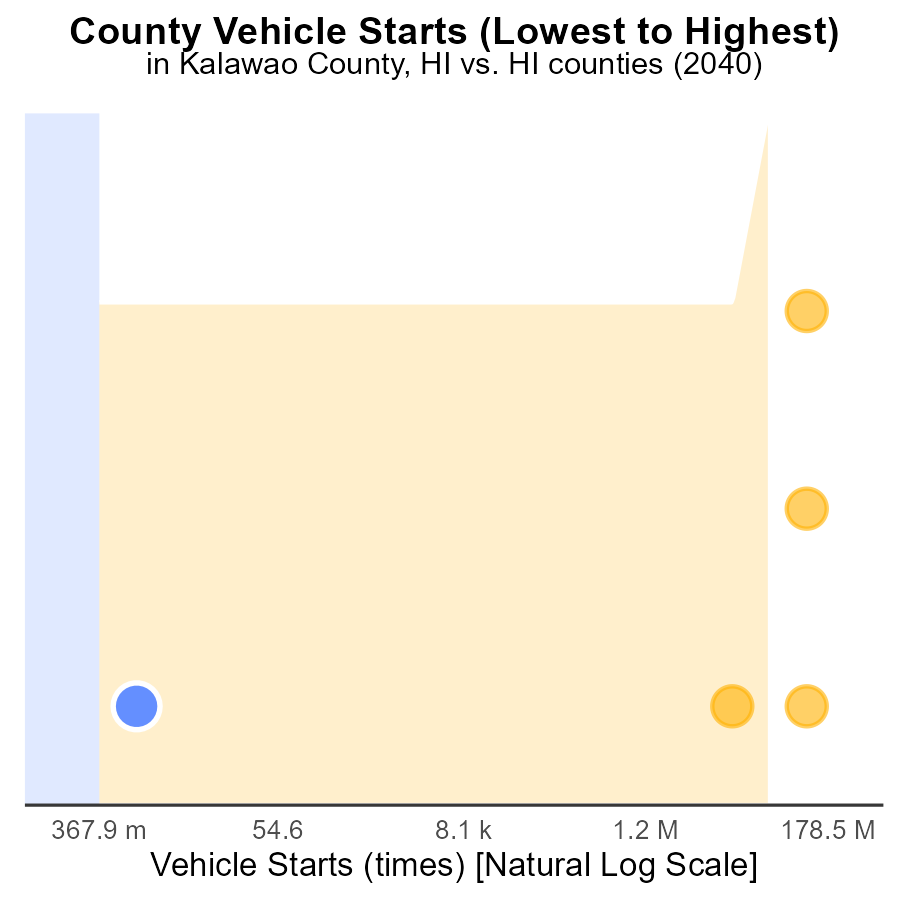 County Vehicle Starts (Lowest to Highest)
in Kalawao County, HI vs. HI counties (2040)
367.9 m 54.6 8.1 k 1.2 M 178.5 M
Vehicle Starts (times) [Natural Log Scale]